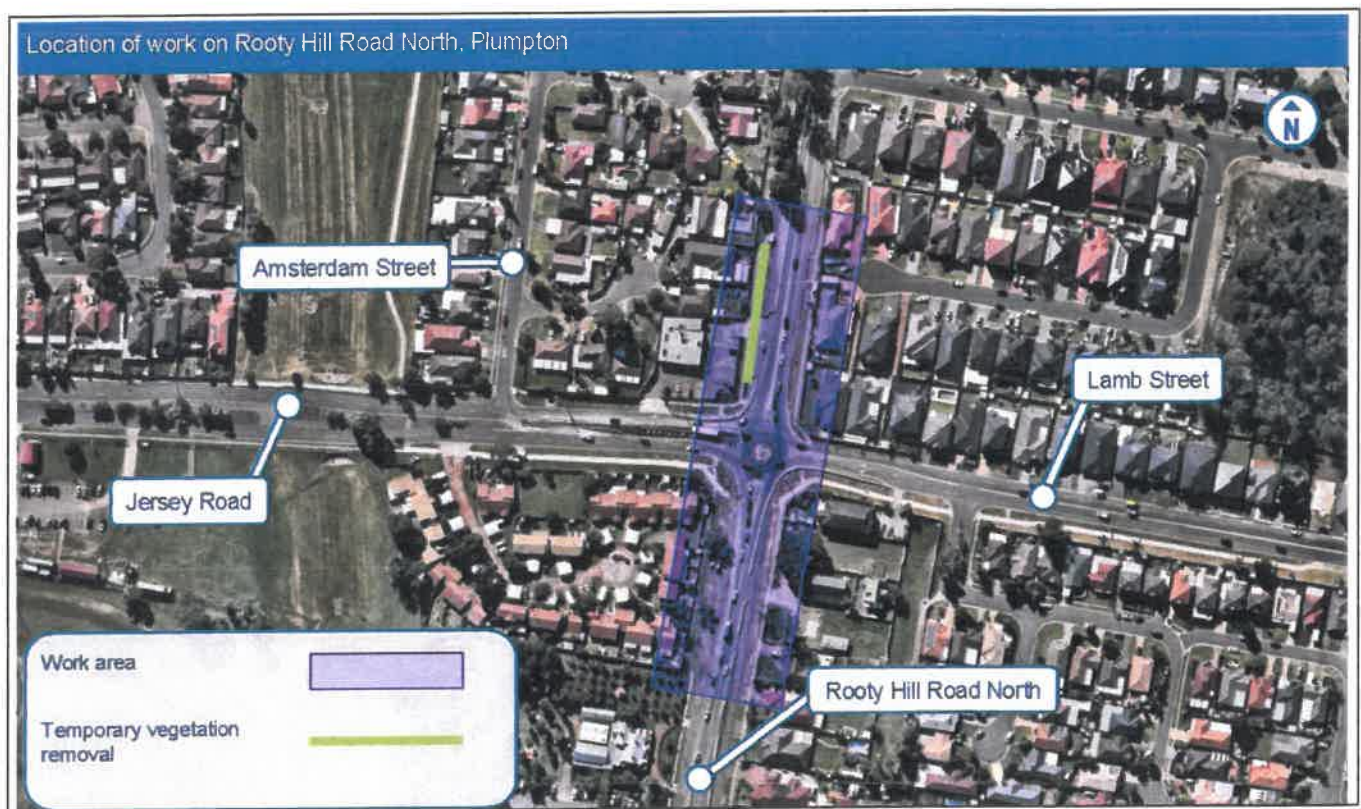 Location of work on Rooty Hill Road North, Plumpton
N
Amsterdam Street
Lamb Street
Jersey Road
Rooty Hill Road North
Work area
Temporary vegetation
removal